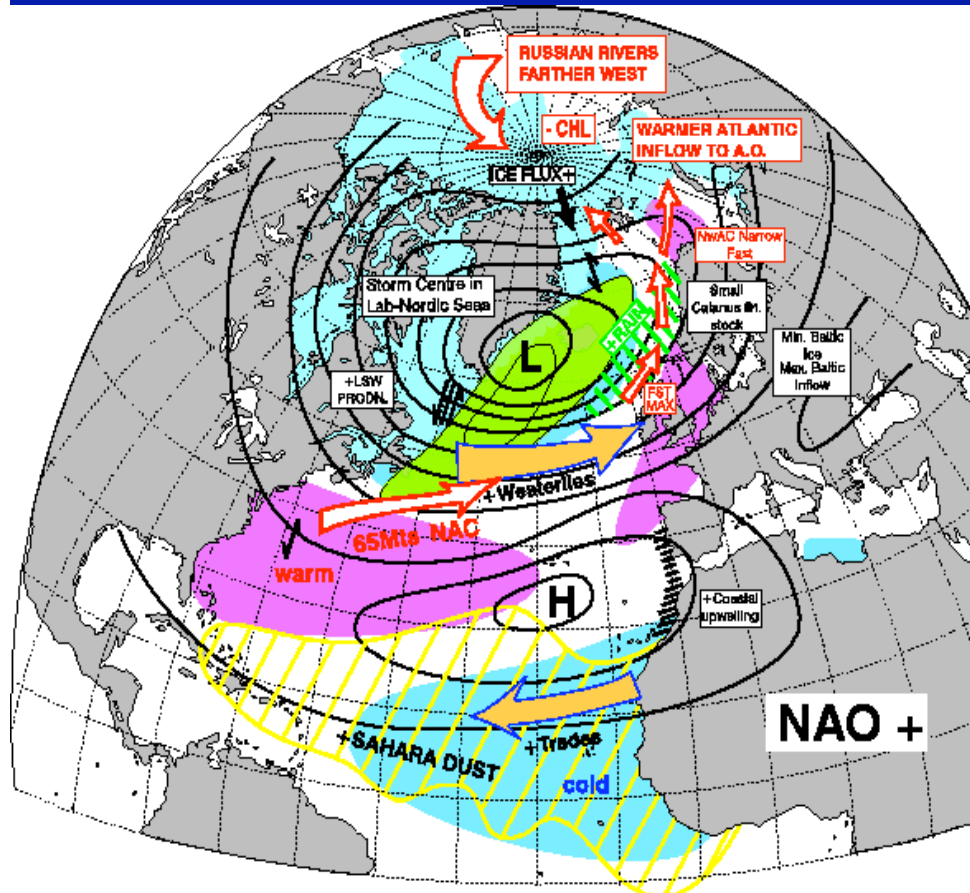 RUSSIAN RIVERS
FARTHER WEST
- CHL
WARMER ATLANTIC
INFLOW TO A.O.
ICE FLUX+
NwAC Narrow
Fast
Storm Centre in
Lab-Nordic Seas
Small
Calanus fin.
stock
+RAIN
Min. Baltic
Ice
Max. Baltic
Inflow
L
+LSW
PRODN.
FST
MAX
+ Westerlies
65Mts NAC
warm
H
+Coastal
upwelling
NAO +
+SAHARA DUST
+Trades
cold